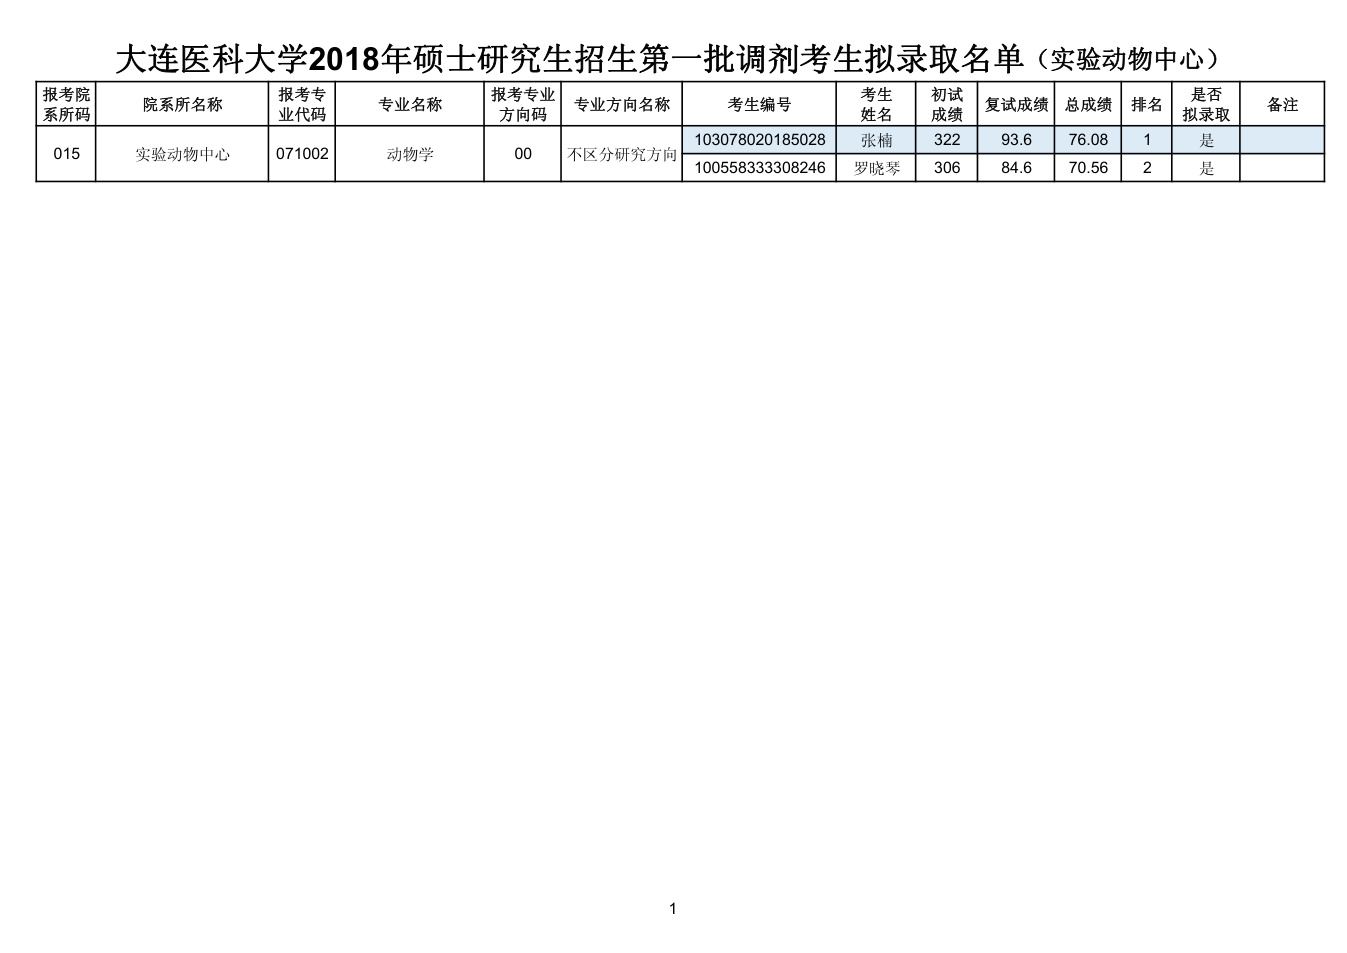 大连医科大学2018年硕士研究生招生第一批调剂考生拟录取名单（实验动物中心）
报考院系所码 院系所名称 报考专业代码 专业名称 报考专业方向码 专业方向名称 考生编号 考生姓名 初试成绩 复试成绩 总成绩 排名 是否拟录取 备注
015 实验动物中心 071002 动物学 00 不区分研究方向 103078020185028 张楠 322 93.6 76.08 1 是
100558333308246 罗晓琴 306 84.6 70.56 2 是
1